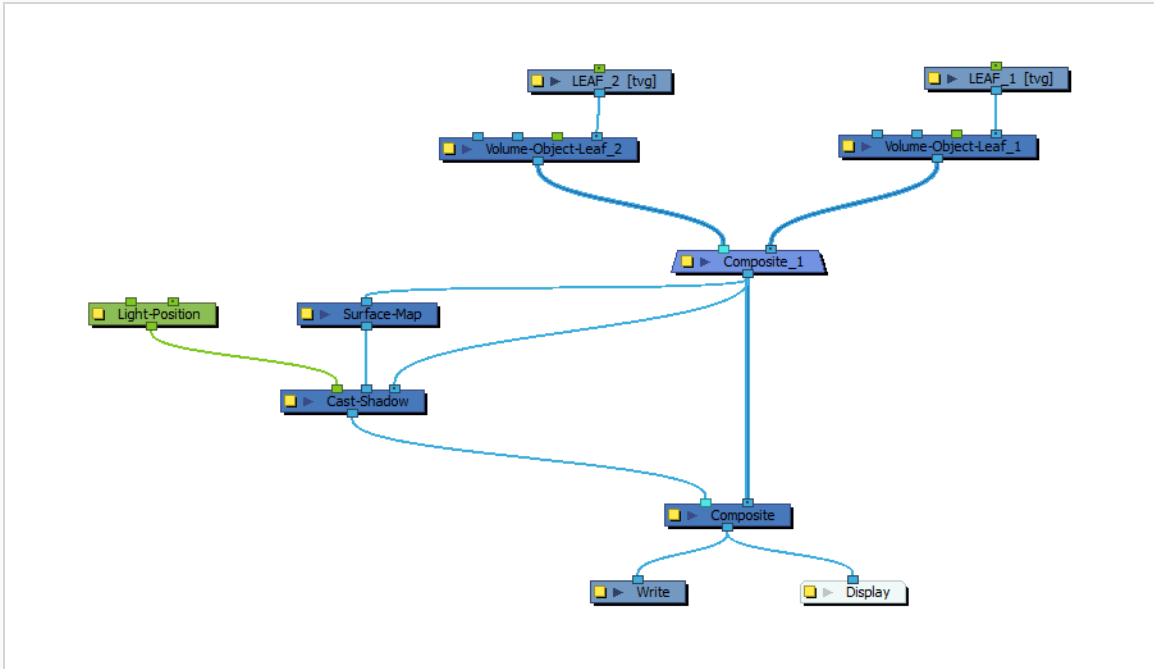 LEAF_2 [tvg]
LEAF_1 [tvg]
Volume-Object-Leaf_2
Volume-Object-Leaf_1
Composite_1
Light-Position
Surface-Map
Cast-Shadow
Composite
Write
Display